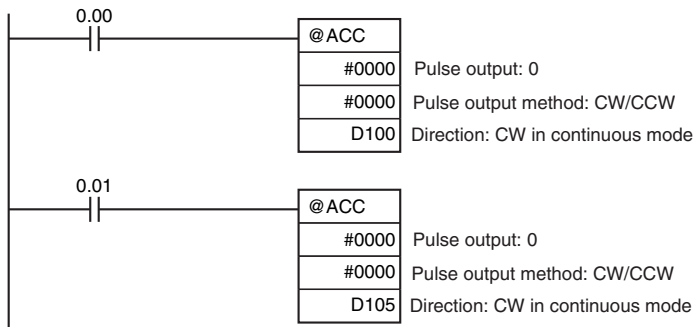 0.00
@ACC
#0000 Pulse output: 0
#0000 Pulse output method: CW/CCW
D100 Direction: CW in continuous mode
0.01
@ACC
#0000 Pulse output: 0
#0000 Pulse output method: CW/CCW
D105 Direction: CW in continuous mode